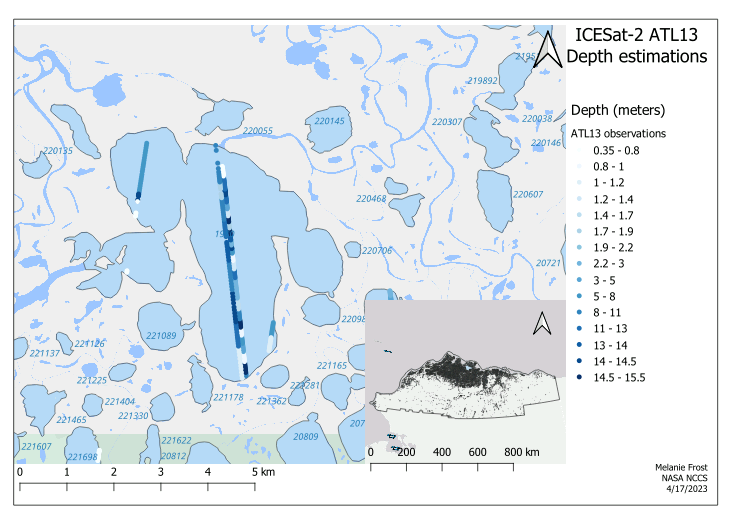 ICESat-2 ATL13
Depth estimations
219892
220307
220038
220146
220145
220055
220135
220607
220468
220706
20721
221089
221126
221137
221165
221225
221178
221362
221404
221330
221465
20809
221607
221622
221698
20812
0 1 2 3 4 5 km
0 200 400 600 800 km
Depth (meters)
ATL13 observations
0.35 - 0.8
0.8 - 1
1 - 1.2
1.2 - 1.4
1.4 - 1.7
1.7 - 1.9
1.9 - 2.2
2.2 - 3
3 - 5
5 - 8
8 - 11
11 - 13
13 - 14
14 - 14.5
14.5 - 15.5
Melanie Frost
NASA NCCS
4/17/2023